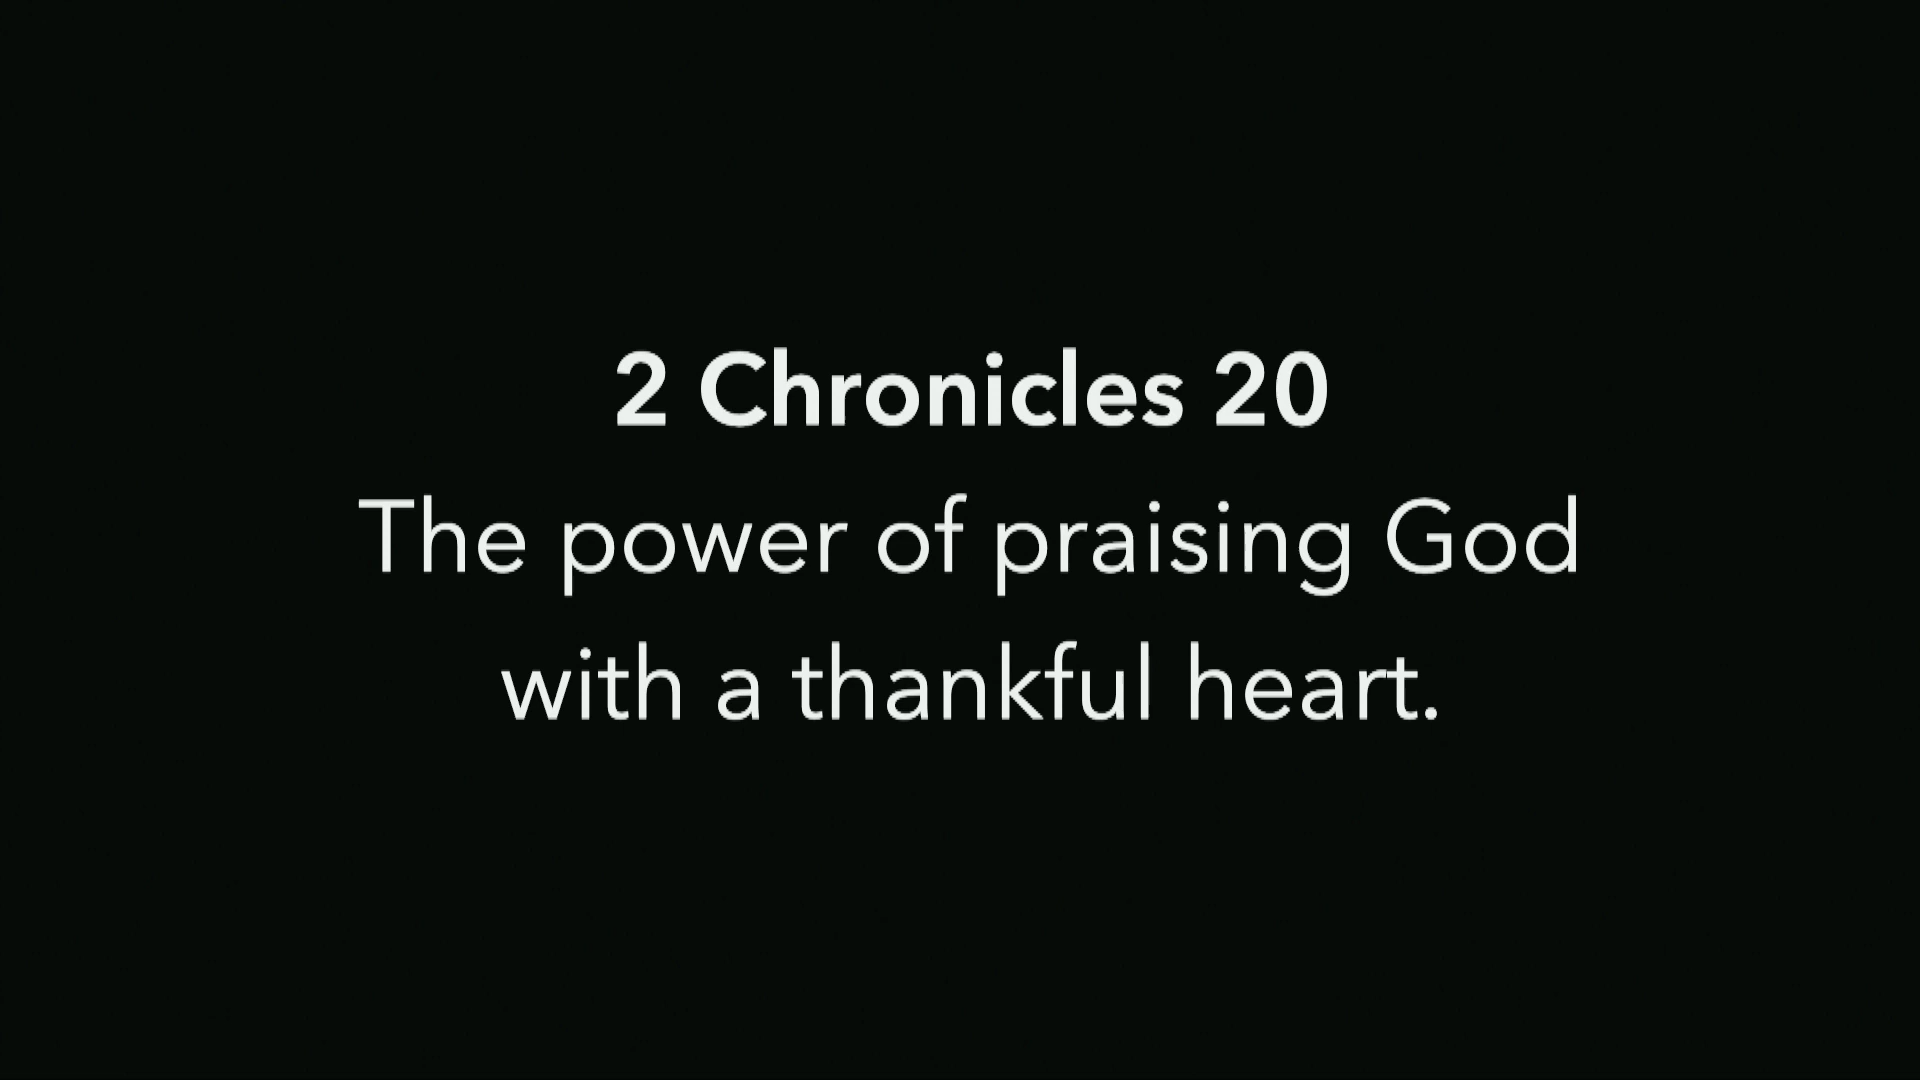 2 Chronicles 20
The power of praising God
with a thankful heart.